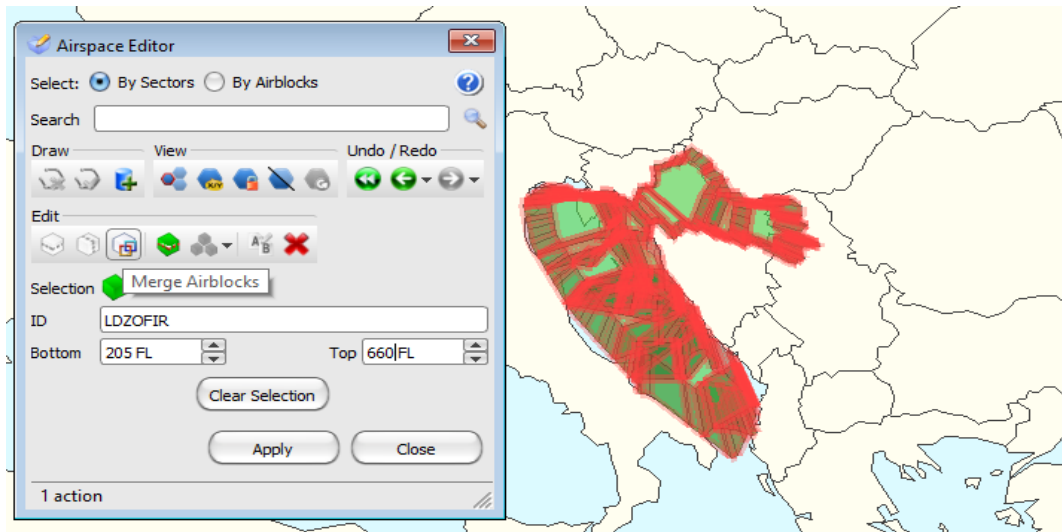 Airspace Editor
Select: By Sectors By Airblocks
Search
Draw View Undo / Redo
Edit
Merge Airblocks
Selection
ID LDZOFIR
Bottom 205 FL Top 660 FL
Clear Selection
Apply Close
1 action